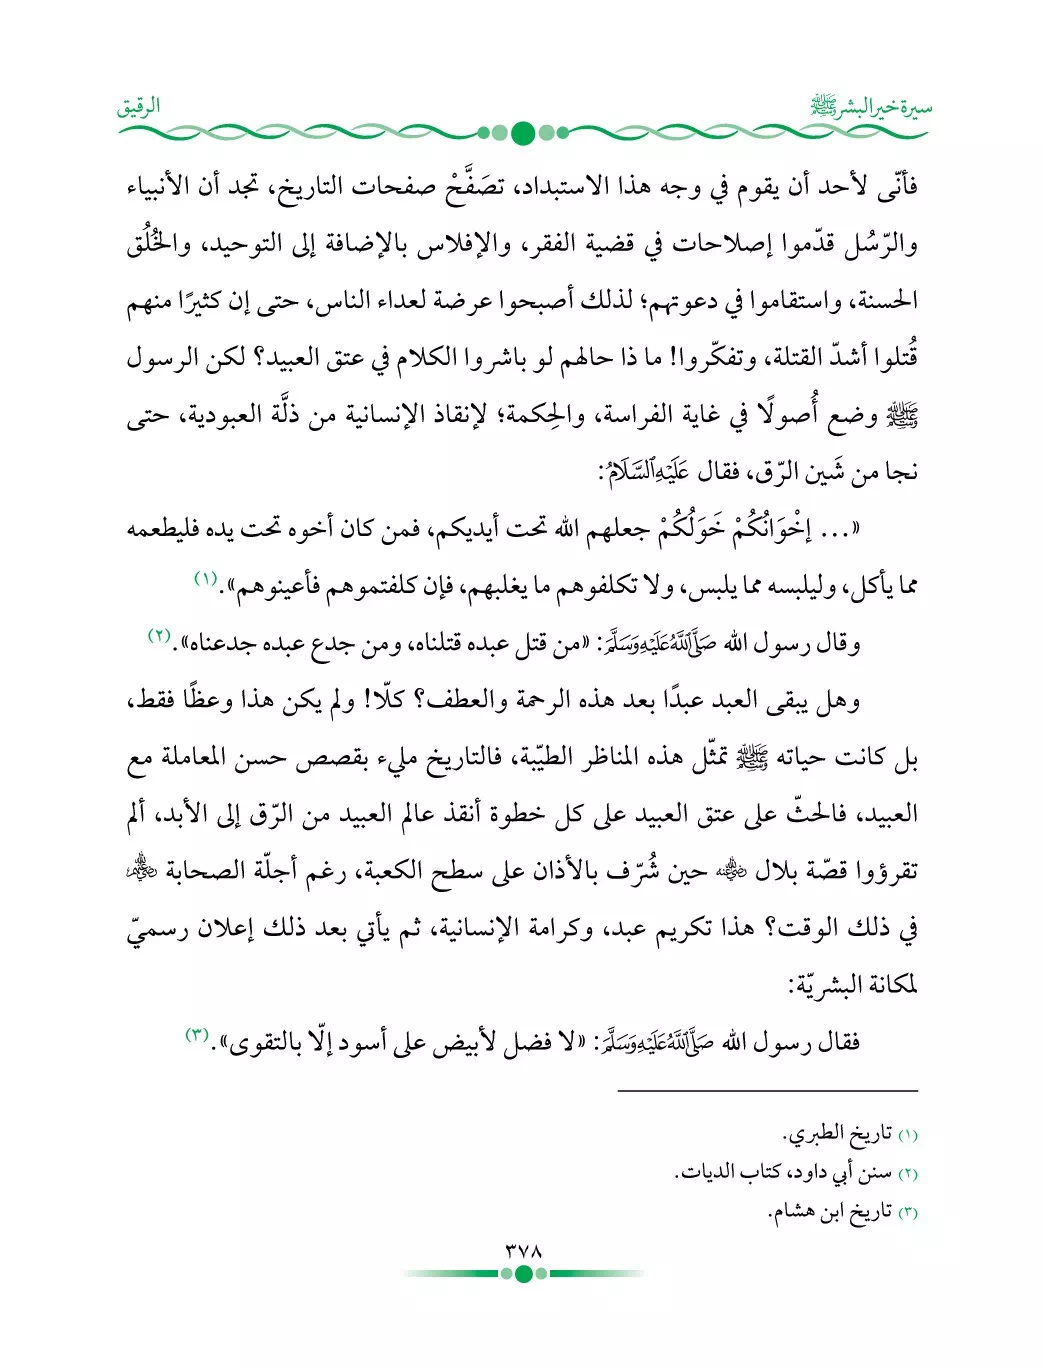 سيرة خير البشر ﷺ
الرقيق
فأنّى لأحد أن يقوم في وجه هذا الاستبداد، تصَفَّحْ صفحات التاريخ، تجد أن الأنبياء
والرّسُل قدّموا إصلاحات في قضية الفقر، والإفلاس بالإضافة إلى التوحيد، والخُلُق
الحسنة، واستقاموا في دعوتهم؛ لذلك أصبحوا عرضة لعداء الناس، حتى إن كثيرًا منهم
قُتلوا أشدّ القتلة، وتفكّروا! ما ذا حالهم لو باشروا الكلام في عتق العبيد؟ لكن الرسول
ﷺ وضع أُصولًا في غاية الفراسة، والحِكمة؛ لإنقاذ الإنسانية من ذلَّة العبودية، حتى
نجا من شَين الرّق، فقال عَلَيْهِ ٱلسَّلَامُ:
«... إخْوَانُكُمْ خَوَلُكُمْ جعلهم الله تحت أيديكم، فمن كان أخوه تحت يده فليطعمه
مما يأكل، وليلبسه مما يلبس، ولا تكلفوهم ما يغلبهم، فإن كلفتموهم فأعينوهم». (١)
وقال رسول الله صَلَّى ٱللَّهُ عَلَيْهِ وَسَلَّمَ: «من قتل عبده قتلناه، ومن جدع عبده جدعناه». (٢)
وهل يبقى العبد عبدًا بعد هذه الرحمة والعطف؟ كلّا! ولم يكن هذا وعظًا فقط،
بل كانت حياته ﷺ تمثّل هذه المناظر الطيّبة، فالتاريخ مليء بقصص حسن المعاملة مع
العبيد، فالحثّ على عتق العبيد على كل خطوة أنقذ عالم العبيد من الرّق إلى الأبد، ألم
تقرؤوا قصّة بلال رضي الله عنه حين شُرّف بالأذان على سطح الكعبة، رغم أجلّة الصحابة رضي الله عنهم
في ذلك الوقت؟ هذا تكريم عبد، وكرامة الإنسانية، ثم يأتي بعد ذلك إعلان رسميّ
لمكانة البشريّة:
فقال رسول الله صَلَّى ٱللَّهُ عَلَيْهِ وَسَلَّمَ: «لا فضل لأبيض على أسود إلّا بالتقوى». (٣)
(١) تاريخ الطبري.
(٢) سنن أبي داود، كتاب الديات.
(٣) تاريخ ابن هشام.
٣٧٨